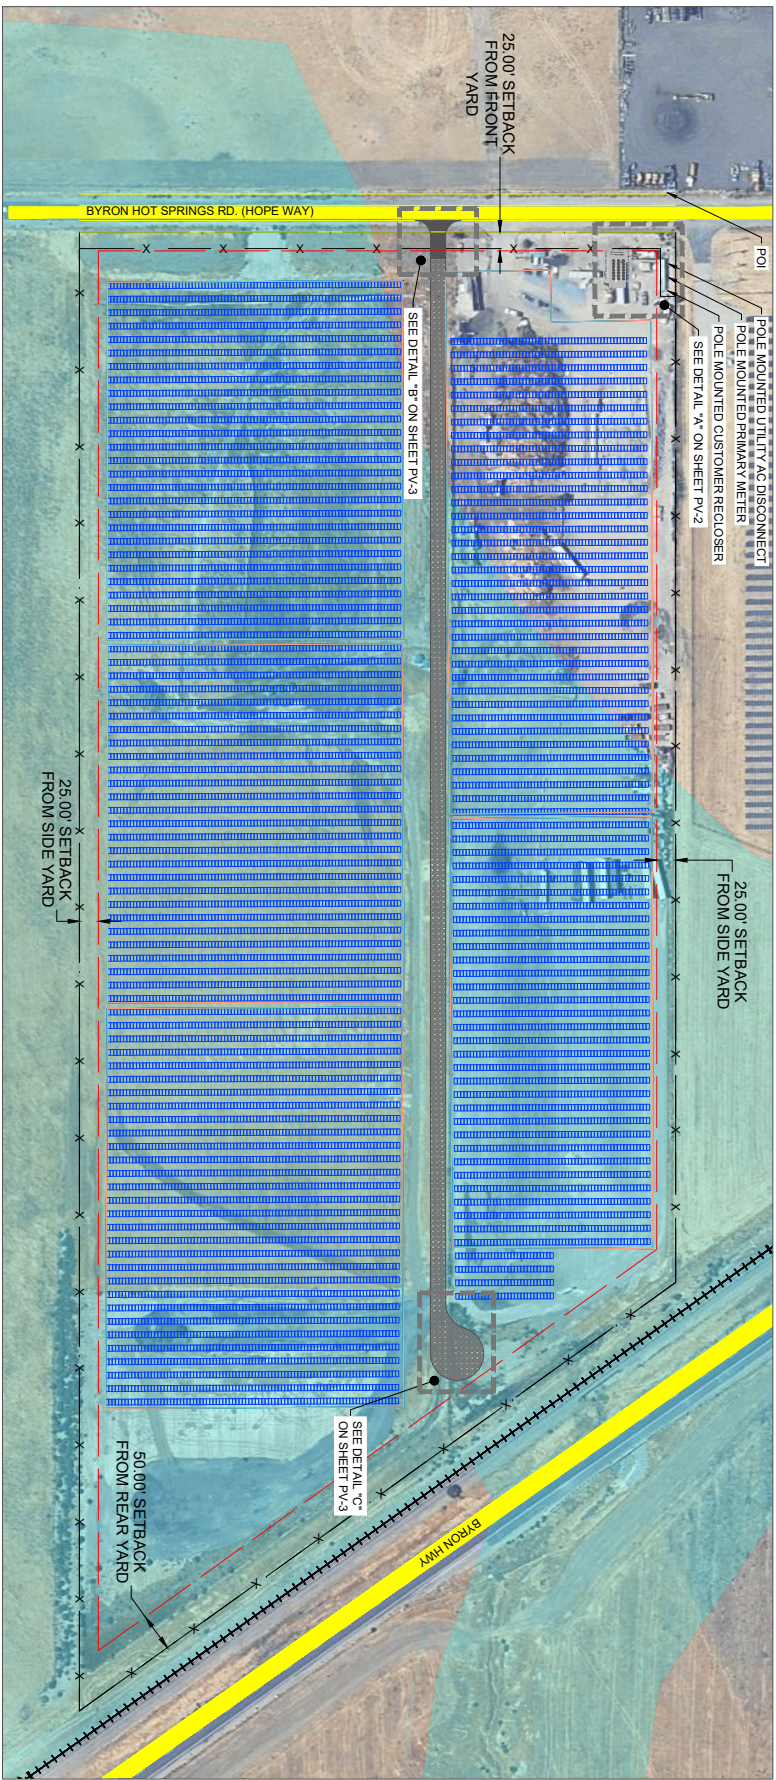 25.00' SETBACK
FROM FRONT
YARD
BYRON HOT SPRINGS RD. (HOPE WAY)
POI
POLE MOUNTED UTILITY AC DISCONNECT
POLE MOUNTED PRIMARY METER
POLE MOUNTED CUSTOMER RECLOSER
SEE DETAIL "A" ON SHEET PV-2
SEE DETAIL "B" ON SHEET PV-3
25.00' SETBACK
FROM SIDE YARD
25.00' SETBACK
FROM SIDE YARD
SEE DETAIL "C"
ON SHEET PV-3
50.00' SETBACK
FROM REAR YARD
BYRON HWY